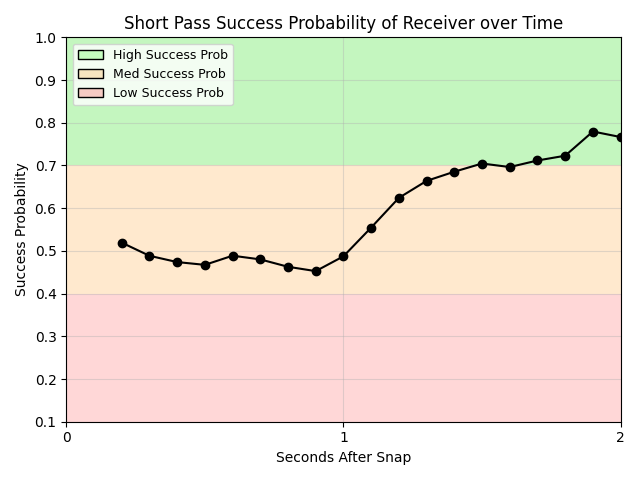 Short Pass Success Probability of Receiver over Time
High Success Prob
Med Success Prob
Low Success Prob
Success Probability
1.0
0.9
0.8
0.7
0.6
0.5
0.4
0.3
0.2
0.1
0
1
2
Seconds After Snap